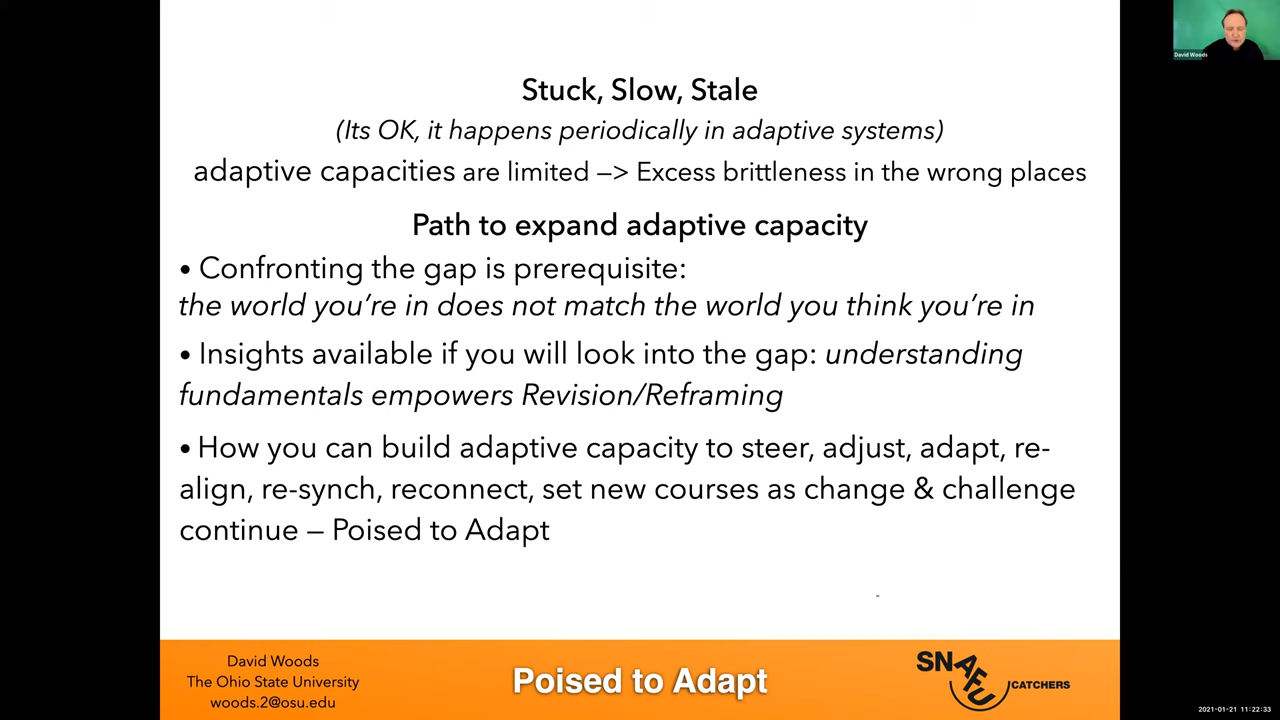 David Woods
Stuck, Slow, Stale
(Its OK, it happens periodically in adaptive systems)
adaptive capacities are limited —> Excess brittleness in the wrong places
Path to expand adaptive capacity
• Confronting the gap is prerequisite:
the world you’re in does not match the world you think you’re in
• Insights available if you will look into the gap: understanding
fundamentals empowers Revision/Reframing
• How you can build adaptive capacity to steer, adjust, adapt, re-
align, re-synch, reconnect, set new courses as change & challenge
continue – Poised to Adapt
David Woods
The Ohio State University
woods.2@osu.edu
Poised to Adapt
SNAFU CATCHERS
2021-01-21 11:22:33